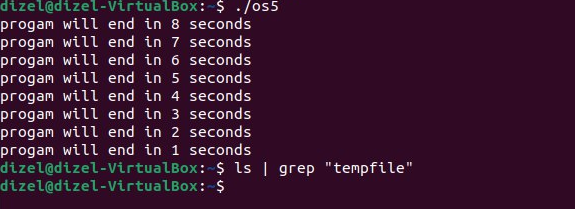 dizel@dizel-VirtualBox:~$ ./os5
progam will end in 8 seconds
progam will end in 7 seconds
progam will end in 6 seconds
progam will end in 5 seconds
progam will end in 4 seconds
progam will end in 3 seconds
progam will end in 2 seconds
progam will end in 1 seconds
dizel@dizel-VirtualBox:~$ ls | grep "tempfile"
dizel@dizel-VirtualBox:~$